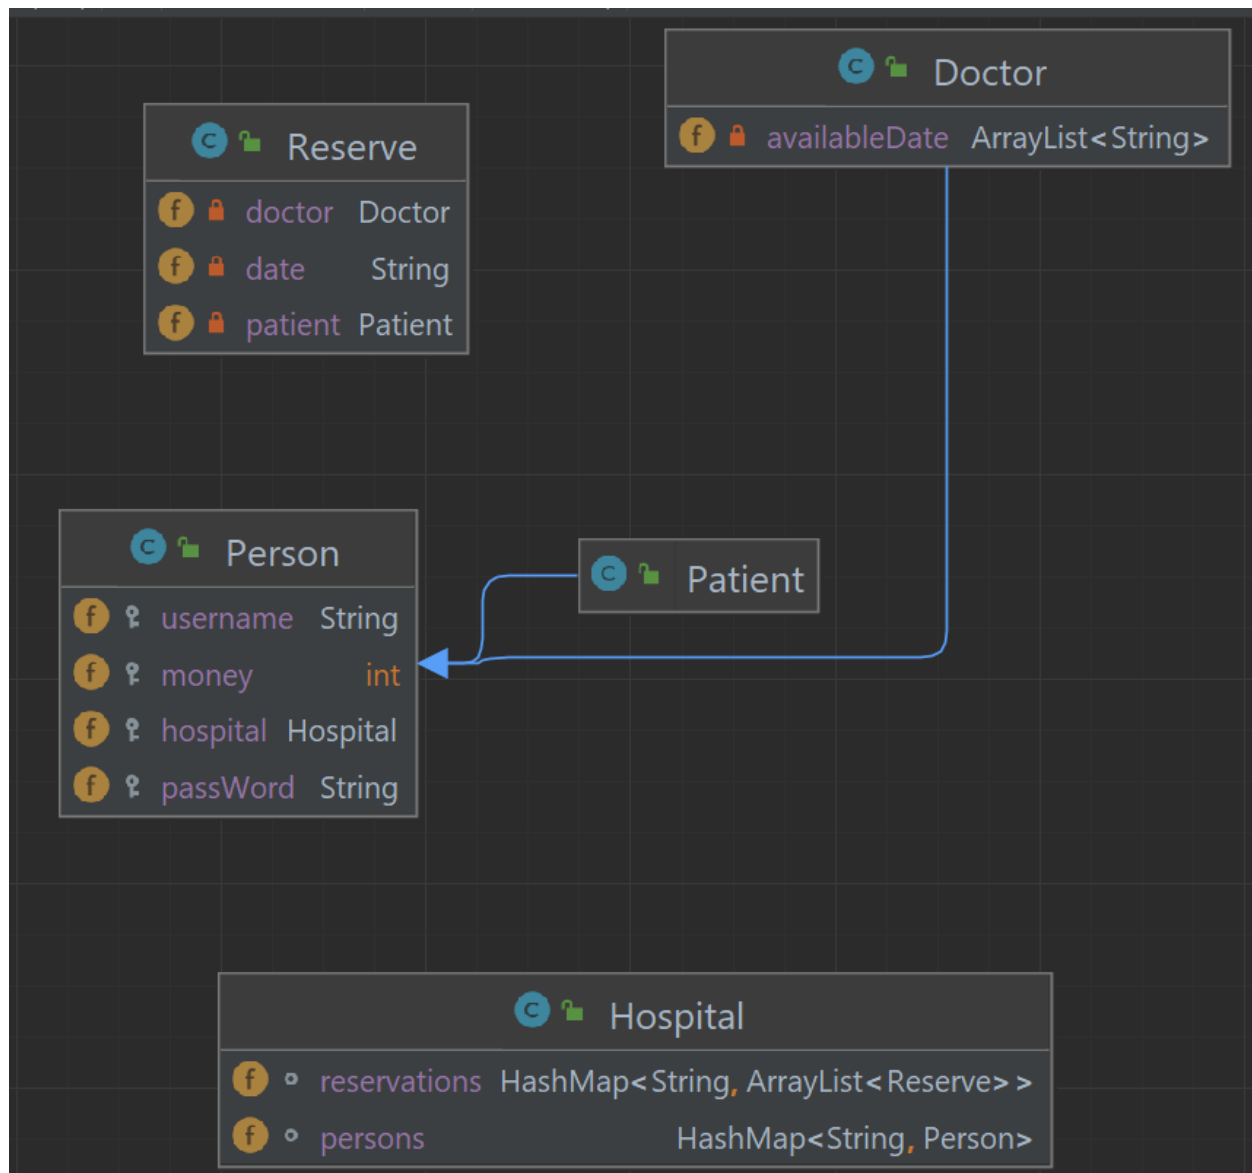 Doctor
availableDate ArrayList<String>
Reserve
doctor Doctor
date String
patient Patient
Person
username String
money int
hospital Hospital
passWord String
Patient
Hospital
reservations HashMap<String, ArrayList<Reserve>>
persons HashMap<String, Person>